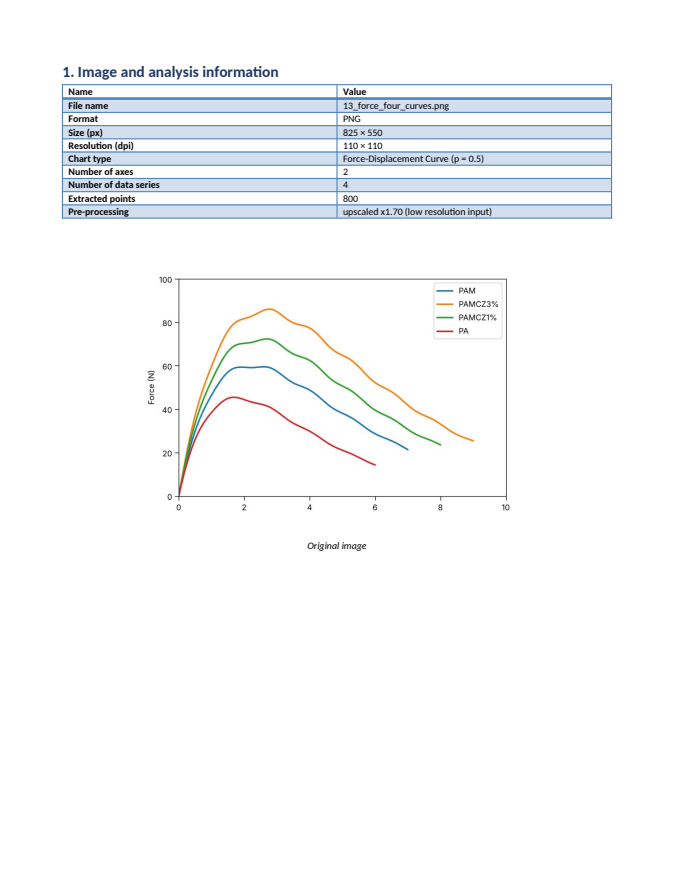 1. Image and analysis information
Name Value
File name 13_force_four_curves.png
Format PNG
Size (px) 825 × 550
Resolution (dpi) 110 × 110
Chart type Force-Displacement Curve (p = 0.5)
Number of axes 2
Number of data series 4
Extracted points 800
Pre-processing upscaled x1.70 (low resolution input)
100
80
60
40
20
0
Force (N)
PAM
PAMCZ3%
PAMCZ1%
PA
0 2 4 6 8 10
Original image